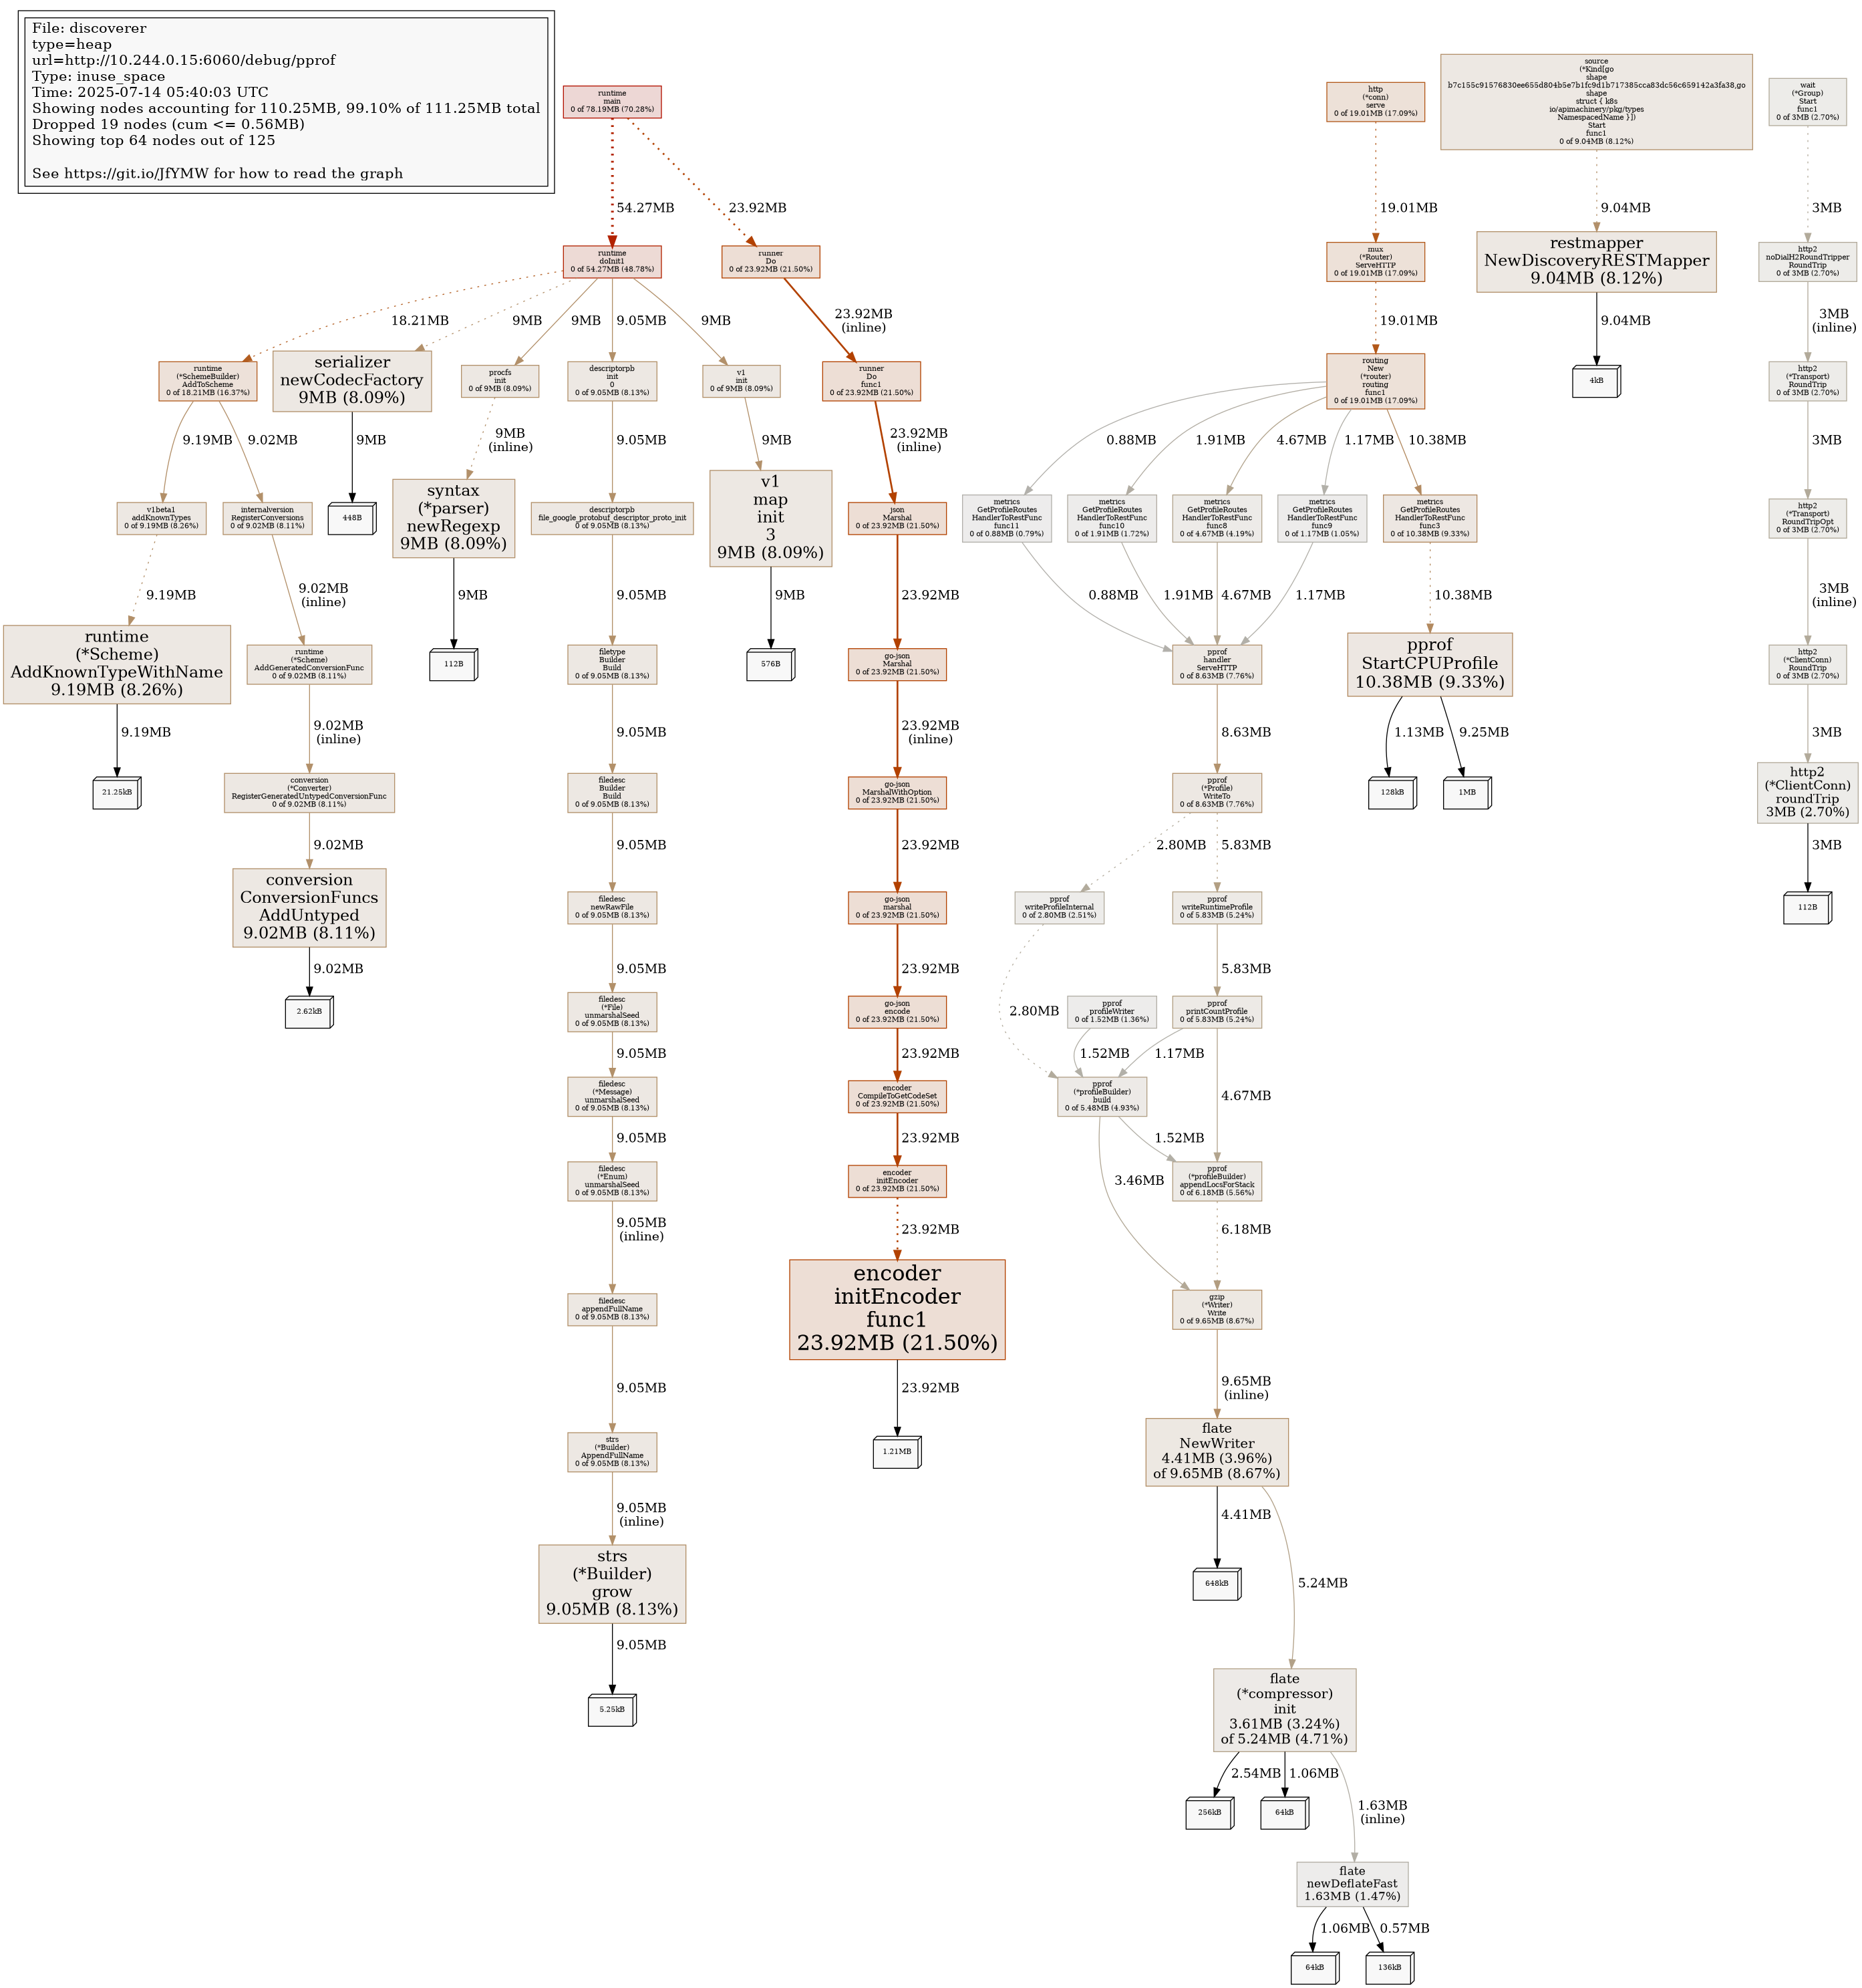 File: discoverer
type=heap
url=http://10.244.0.15:6060/debug/pprof
Type: inuse_space
Time: 2025-07-14 05:40:03 UTC
Showing nodes accounting for 110.25MB, 99.10% of 111.25MB total
Dropped 19 nodes (cum <= 0.56MB)
Showing top 64 nodes out of 125
See https://git.io/JfYMW for how to read the graph
runtime
main
0 of 78.19MB (70.28%)
http
(*conn)
serve
0 of 19.01MB (17.09%)
source
(*Kind[go
shape
b7c155c91576830ee655d804b5e7b1fc9d1b717385cca83dc56c659142a3fa38,go
shape
struct { k8s
io/apimachinery/pkg/types
NamespacedName }])
Start
func1
0 of 9.04MB (8.12%)
wait
(*Group)
Start
func1
0 of 3MB (2.70%)
54.27MB
23.92MB
19.01MB
9.04MB
3MB
runtime
doInit1
0 of 54.27MB (48.78%)
runner
Do
0 of 23.92MB (21.50%)
mux
(*Router)
ServeHTTP
0 of 19.01MB (17.09%)
restmapper
NewDiscoveryRESTMapper
9.04MB (8.12%)
http2
noDialH2RoundTripper
RoundTrip
0 of 3MB (2.70%)
18.21MB
9MB
9MB
9.05MB
9MB
23.92MB
(inline)
19.01MB
9.04MB
3MB
(inline)
runtime
(*SchemeBuilder)
AddToScheme
0 of 18.21MB (16.37%)
serializer
newCodecFactory
9MB (8.09%)
procfs
init
0 of 9MB (8.09%)
descriptorpb
init
0
0 of 9.05MB (8.13%)
v1
init
0 of 9MB (8.09%)
runner
Do
func1
0 of 23.92MB (21.50%)
routing
New
(*router)
routing
func1
0 of 19.01MB (17.09%)
4kB
http2
(*Transport)
RoundTrip
0 of 3MB (2.70%)
9.19MB
9.02MB
9MB
9MB
(inline)
9.05MB
9MB
23.92MB
(inline)
0.88MB
1.91MB
4.67MB
1.17MB
10.38MB
3MB
v1beta1
addKnownTypes
0 of 9.19MB (8.26%)
internalversion
RegisterConversions
0 of 9.02MB (8.11%)
448B
syntax
(*parser)
newRegexp
9MB (8.09%)
descriptorpb
file_google_protobuf_descriptor_proto_init
0 of 9.05MB (8.13%)
v1
map
init
3
9MB (8.09%)
json
Marshal
0 of 23.92MB (21.50%)
metrics
GetProfileRoutes
HandlerToRestFunc
func11
0 of 0.88MB (0.79%)
metrics
GetProfileRoutes
HandlerToRestFunc
func10
0 of 1.91MB (1.72%)
metrics
GetProfileRoutes
HandlerToRestFunc
func8
0 of 4.67MB (4.19%)
metrics
GetProfileRoutes
HandlerToRestFunc
func9
0 of 1.17MB (1.05%)
metrics
GetProfileRoutes
HandlerToRestFunc
func3
0 of 10.38MB (9.33%)
http2
(*Transport)
RoundTripOpt
0 of 3MB (2.70%)
9.19MB
9.02MB
(inline)
9MB
9.05MB
9MB
23.92MB
0.88MB
1.91MB
4.67MB
1.17MB
10.38MB
3MB
(inline)
runtime
(*Scheme)
AddKnownTypeWithName
9.19MB (8.26%)
runtime
(*Scheme)
AddGeneratedConversionFunc
0 of 9.02MB (8.11%)
112B
filetype
Builder
Build
0 of 9.05MB (8.13%)
576B
go-json
Marshal
0 of 23.92MB (21.50%)
pprof
handler
ServeHTTP
0 of 8.63MB (7.76%)
pprof
StartCPUProfile
10.38MB (9.33%)
http2
(*ClientConn)
RoundTrip
0 of 3MB (2.70%)
9.19MB
9.02MB
(inline)
9.05MB
23.92MB
(inline)
8.63MB
1.13MB
9.25MB
3MB
21.25kB
conversion
(*Converter)
RegisterGeneratedUntypedConversionFunc
0 of 9.02MB (8.11%)
filedesc
Builder
Build
0 of 9.05MB (8.13%)
go-json
MarshalWithOption
0 of 23.92MB (21.50%)
pprof
(*Profile)
WriteTo
0 of 8.63MB (7.76%)
128kB
1MB
http2
(*ClientConn)
roundTrip
3MB (2.70%)
9.02MB
9.05MB
23.92MB
2.80MB
5.83MB
3MB
conversion
ConversionFuncs
AddUntyped
9.02MB (8.11%)
filedesc
newRawFile
0 of 9.05MB (8.13%)
go-json
marshal
0 of 23.92MB (21.50%)
pprof
writeProfileInternal
0 of 2.80MB (2.51%)
pprof
writeRuntimeProfile
0 of 5.83MB (5.24%)
112B
9.02MB
9.05MB
23.92MB
5.83MB
2.62kB
filedesc
(*File)
unmarshalSeed
0 of 9.05MB (8.13%)
go-json
encode
0 of 23.92MB (21.50%)
2.80MB
pprof
profileWriter
0 of 1.52MB (1.36%)
pprof
printCountProfile
0 of 5.83MB (5.24%)
9.05MB
23.92MB
1.52MB
1.17MB
filedesc
(*Message)
unmarshalSeed
0 of 9.05MB (8.13%)
encoder
CompileToGetCodeSet
0 of 23.92MB (21.50%)
pprof
(*profileBuilder)
build
0 of 5.48MB (4.93%)
4.67MB
9.05MB
23.92MB
1.52MB
filedesc
(*Enum)
unmarshalSeed
0 of 9.05MB (8.13%)
encoder
initEncoder
0 of 23.92MB (21.50%)
3.46MB
pprof
(*profileBuilder)
appendLocsForStack
0 of 6.18MB (5.56%)
9.05MB
(inline)
23.92MB
6.18MB
filedesc
appendFullName
0 of 9.05MB (8.13%)
encoder
initEncoder
func1
23.92MB (21.50%)
gzip
(*Writer)
Write
0 of 9.65MB (8.67%)
9.05MB
23.92MB
9.65MB
(inline)
strs
(*Builder)
AppendFullName
0 of 9.05MB (8.13%)
1.21MB
flate
NewWriter
4.41MB (3.96%)
of 9.65MB (8.67%)
9.05MB
(inline)
4.41MB
strs
(*Builder)
grow
9.05MB (8.13%)
648kB
5.24MB
9.05MB
5.25kB
flate
(*compressor)
init
3.61MB (3.24%)
of 5.24MB (4.71%)
2.54MB
1.06MB
1.63MB
(inline)
256kB
64kB
flate
newDeflateFast
1.63MB (1.47%)
1.06MB
0.57MB
64kB
136kB